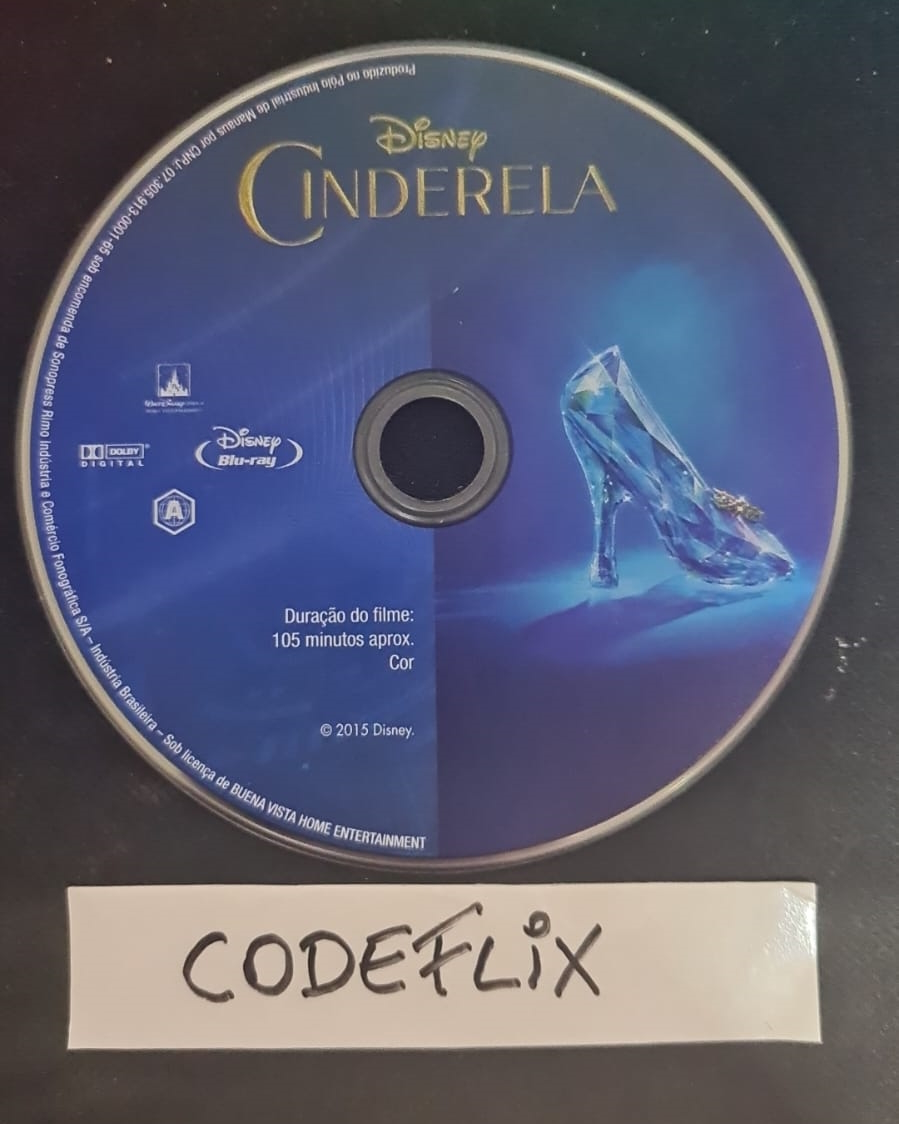 Disney
CINDERELA
Produzido no Pólo Industrial de Manaus por CNPJ: 07.305.913-0001-65 sob encomenda de Sonopress Rimo Indústria e Comércio Fonográfica S/A – Indústria Brasileira – Sob licença de BUENA VISTA HOME ENTERTAINMENT
WALT DISNEY
DOLBY
DIGITAL
Disney
Blu-ray
A
Duração do filme:
105 minutos aprox.
Cor
© 2015 Disney.
CODEFLiX